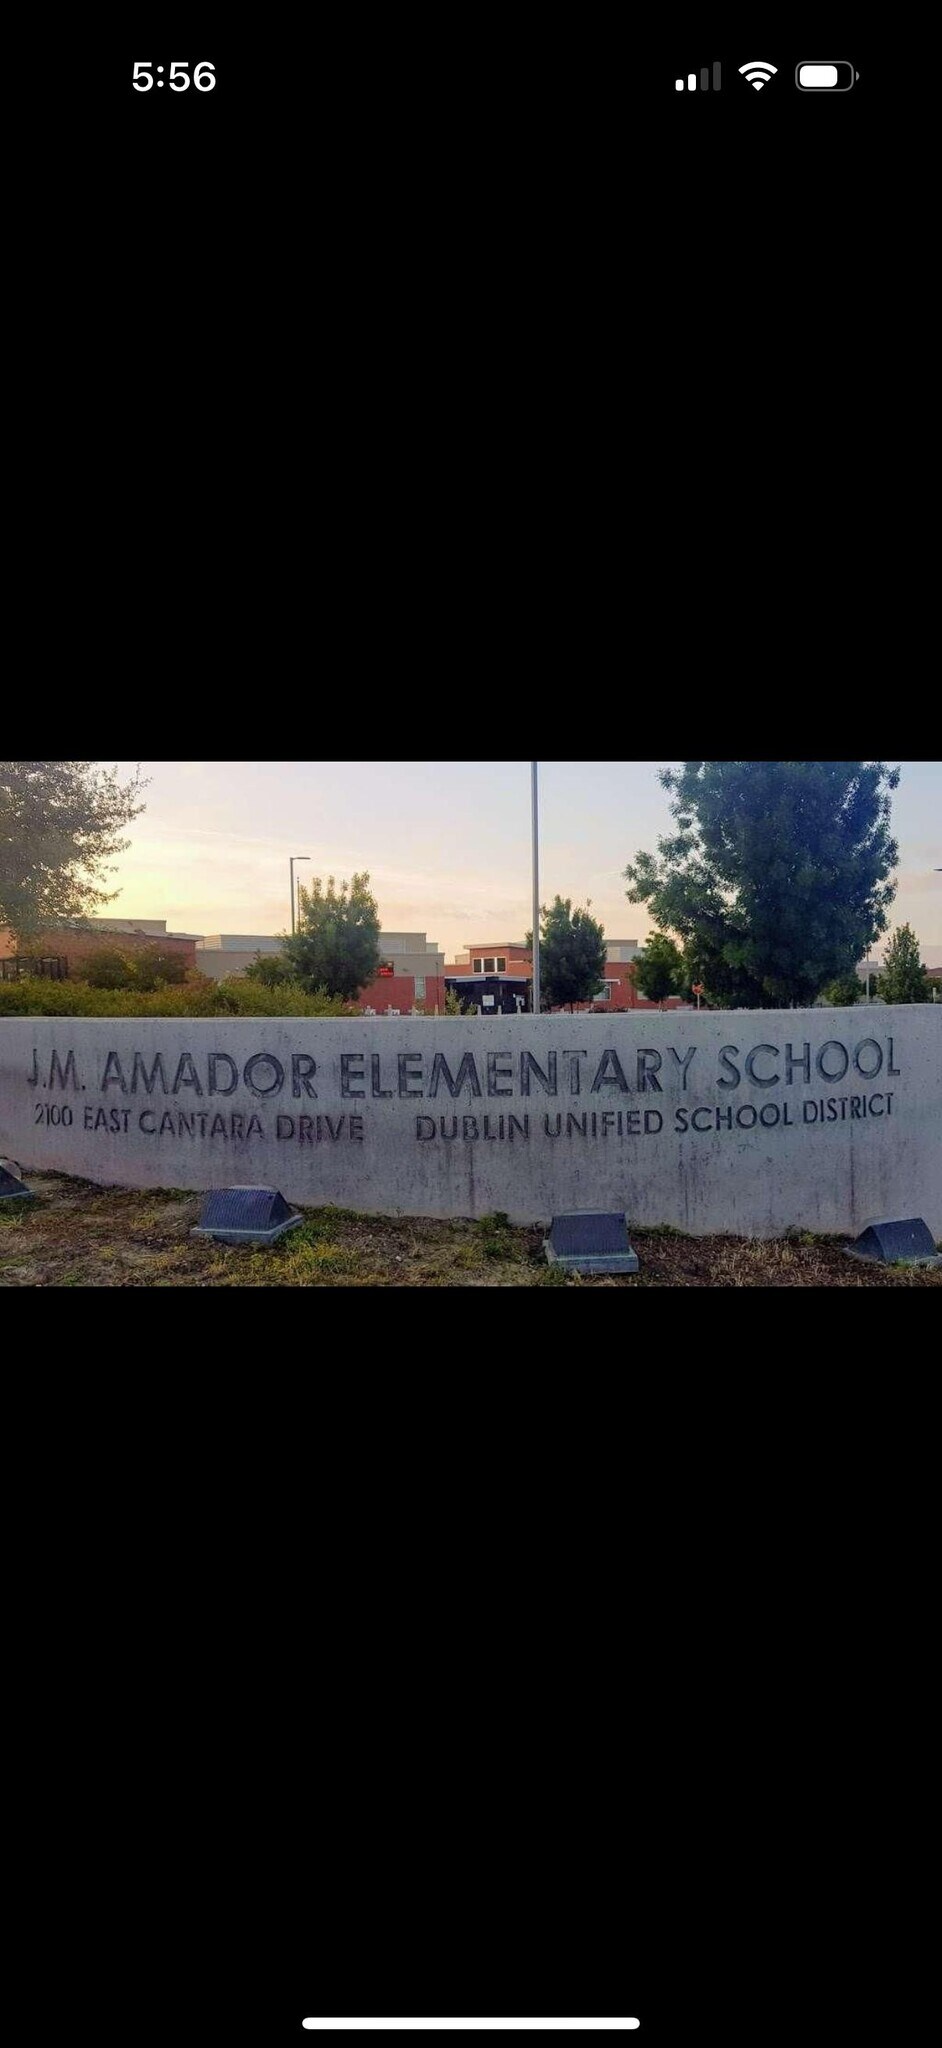 5:56
J.M. AMADOR ELEMENTARY SCHOOL
2100 EAST CANTARA DRIVE DUBLIN UNIFIED SCHOOL DISTRICT